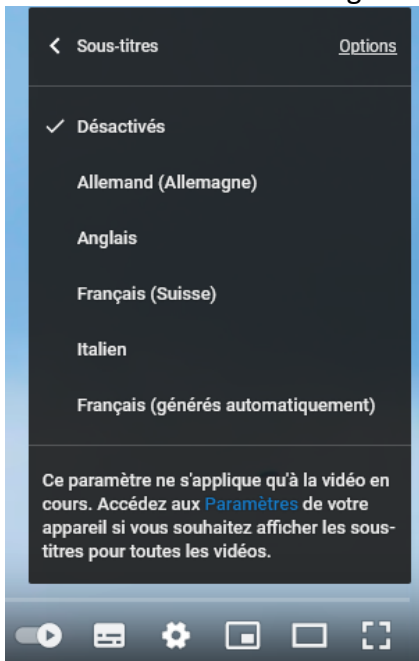 Sous-titres Options
Désactivés
Allemand (Allemagne)
Anglais
Français (Suisse)
Italien
Français (générés automatiquement)
Ce paramètre ne s'applique qu'à la vidéo en
cours. Accédez aux Paramètres de votre
appareil si vous souhaitez afficher les sous-
titres pour toutes les vidéos.